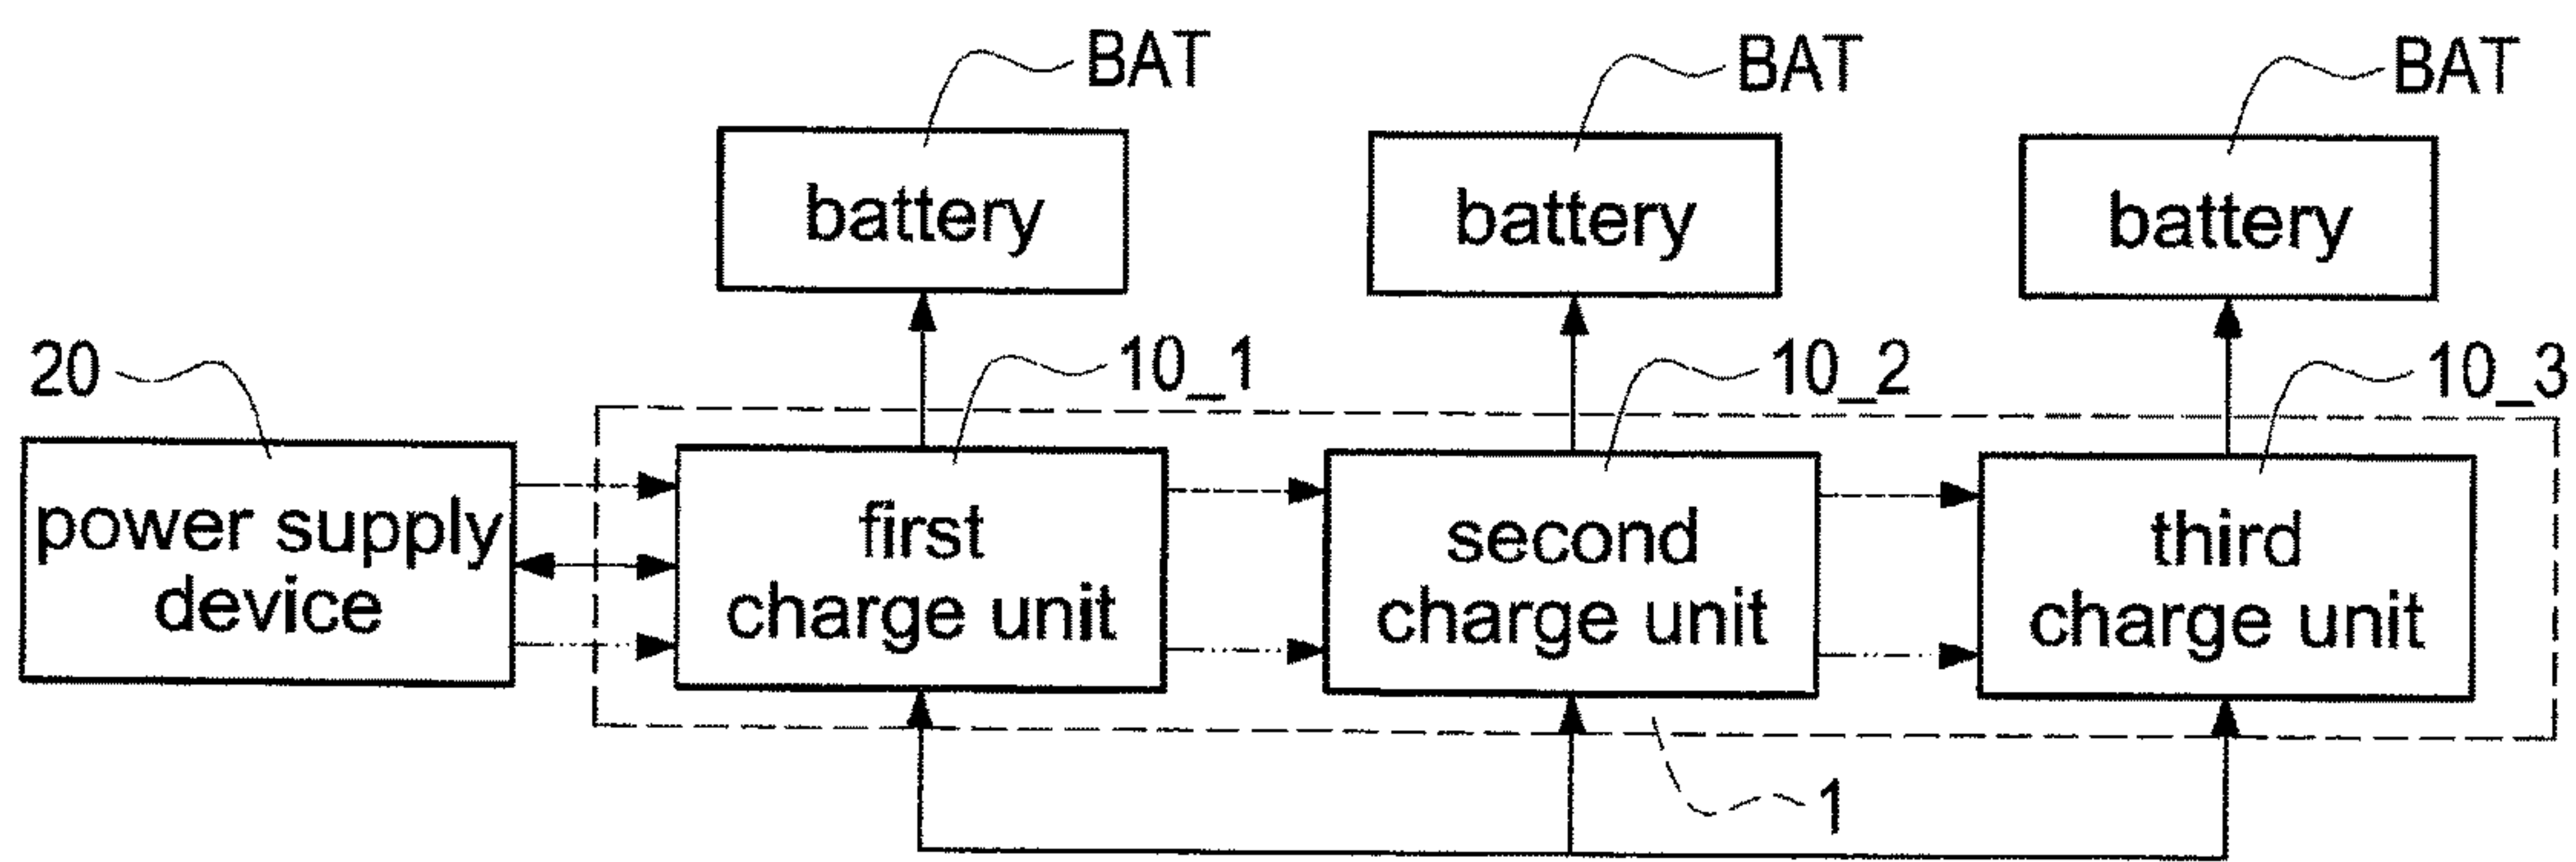 BAT
BAT
BAT
battery
battery
battery
20
10_1
10_2
10_3
power supply
device
first
charge unit
second
charge unit
third
charge unit
1